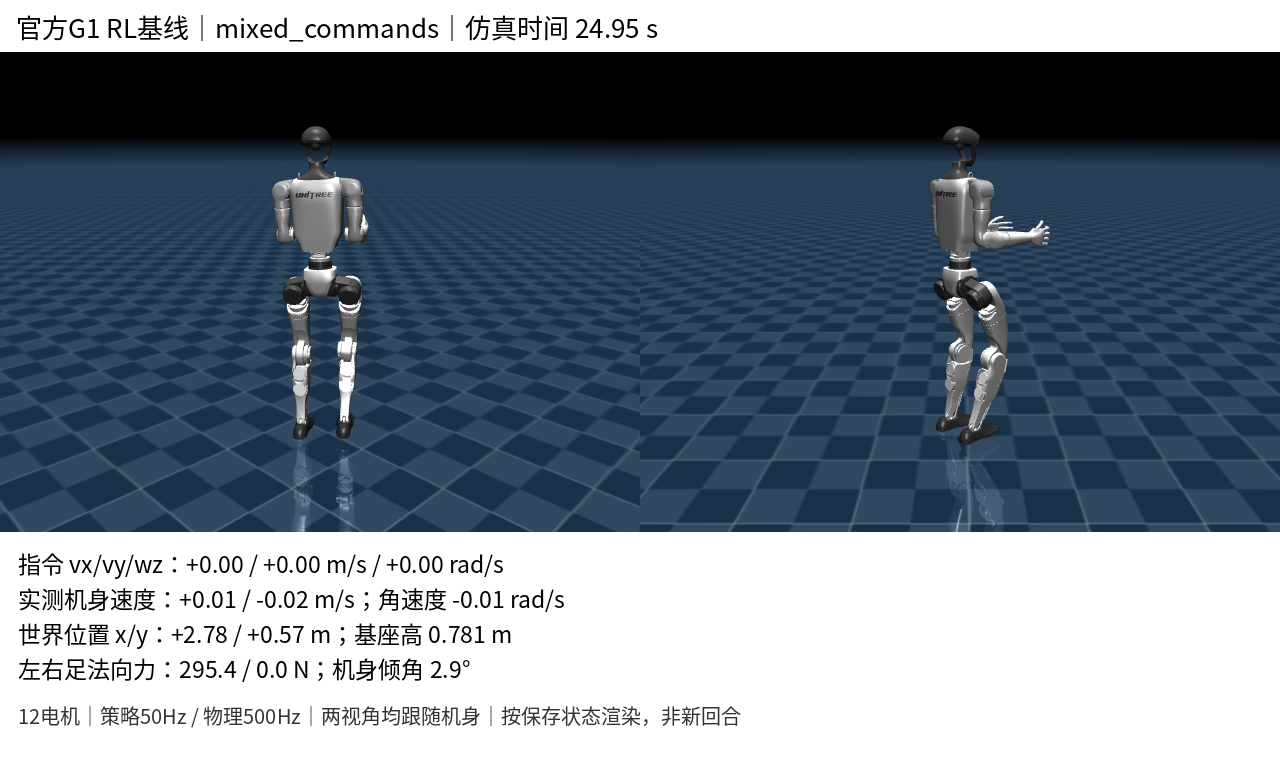 官方G1 RL基线｜mixed_commands｜仿真时间 24.95 s
UNITREE
UNITREE
指令 vx/vy/wz：+0.00 / +0.00 m/s / +0.00 rad/s
实测机身速度：+0.01 / -0.02 m/s；角速度 -0.01 rad/s
世界位置 x/y：+2.78 / +0.57 m；基座高 0.781 m
左右足法向力：295.4 / 0.0 N；机身倾角 2.9°
12电机｜策略50Hz / 物理500Hz｜两视角均跟随机身｜按保存状态渲染，非新回合